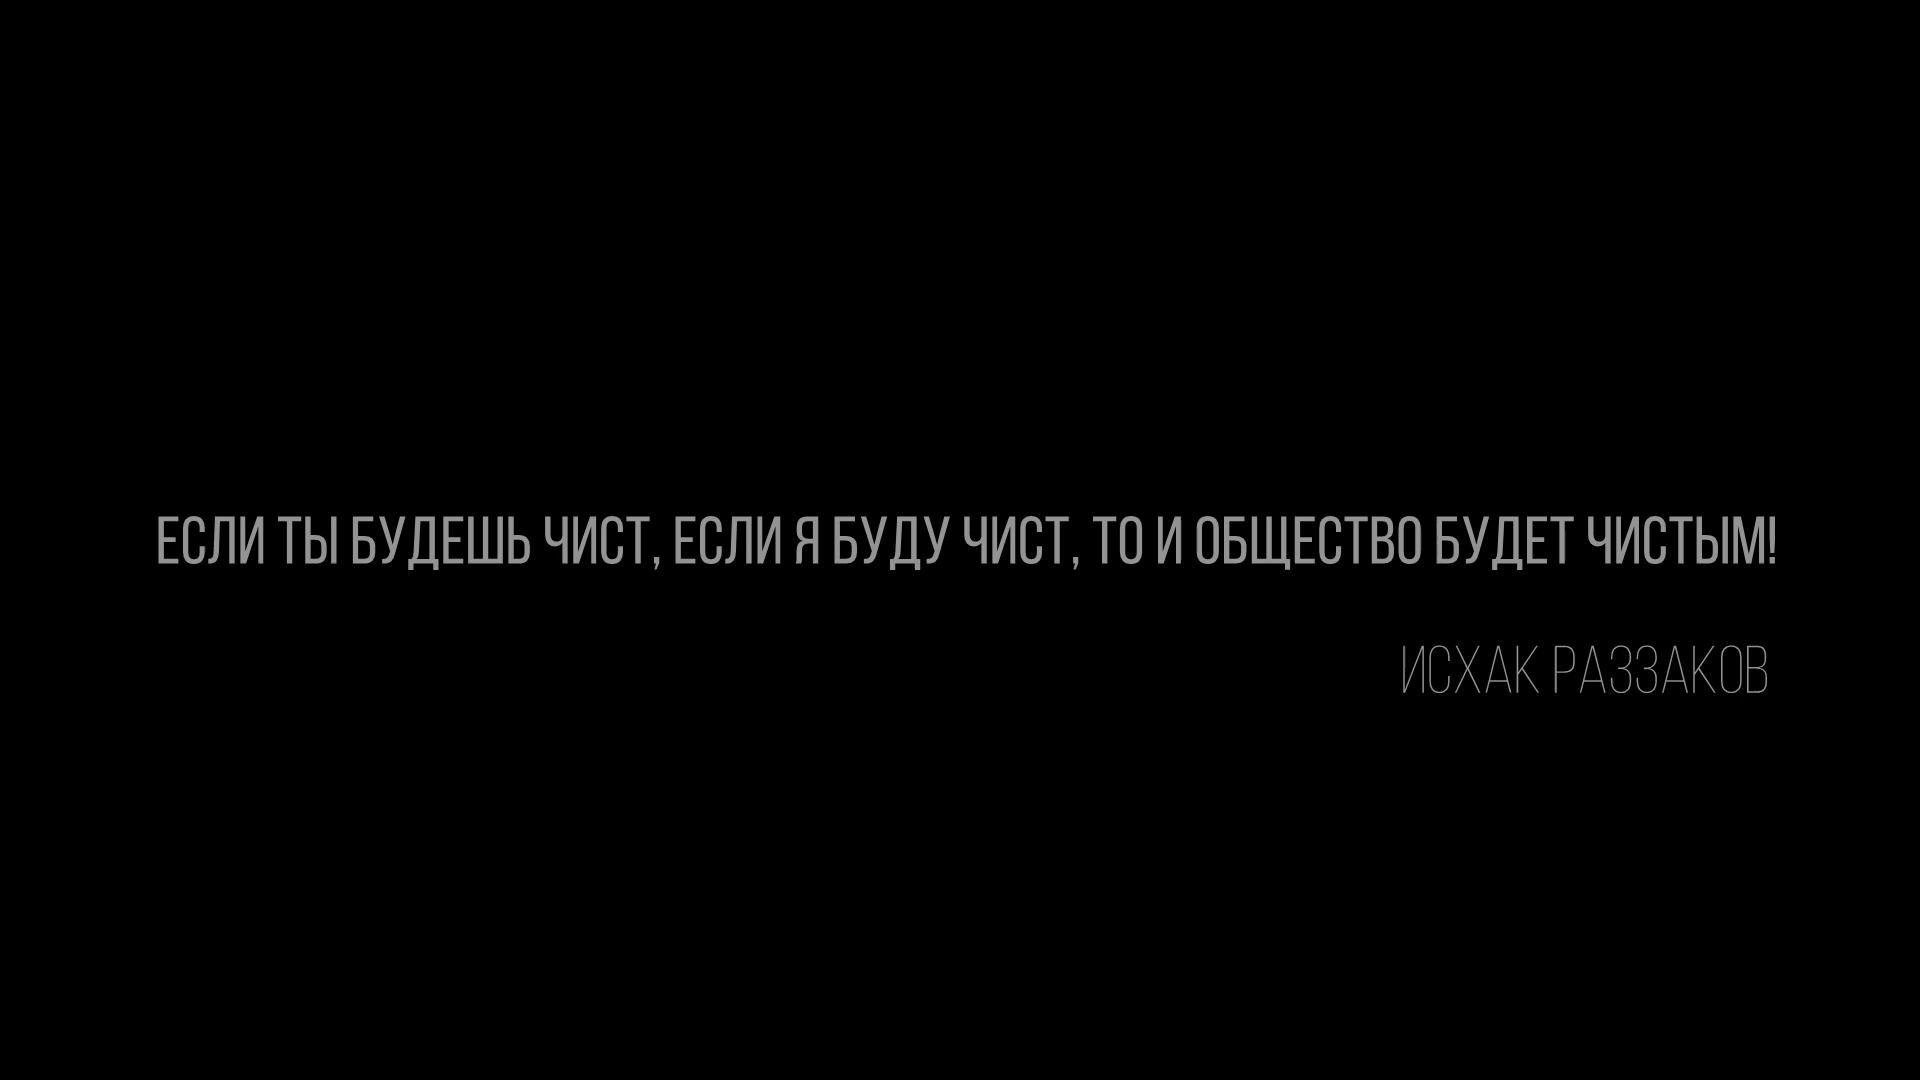 ЕСЛИ ТЫ БУДЕШЬ ЧИСТ, ЕСЛИ Я БУДУ ЧИСТ, ТО И ОБЩЕСТВО БУДЕТ ЧИСТЫМ!
ИСХАК РАЗЗАКОВ